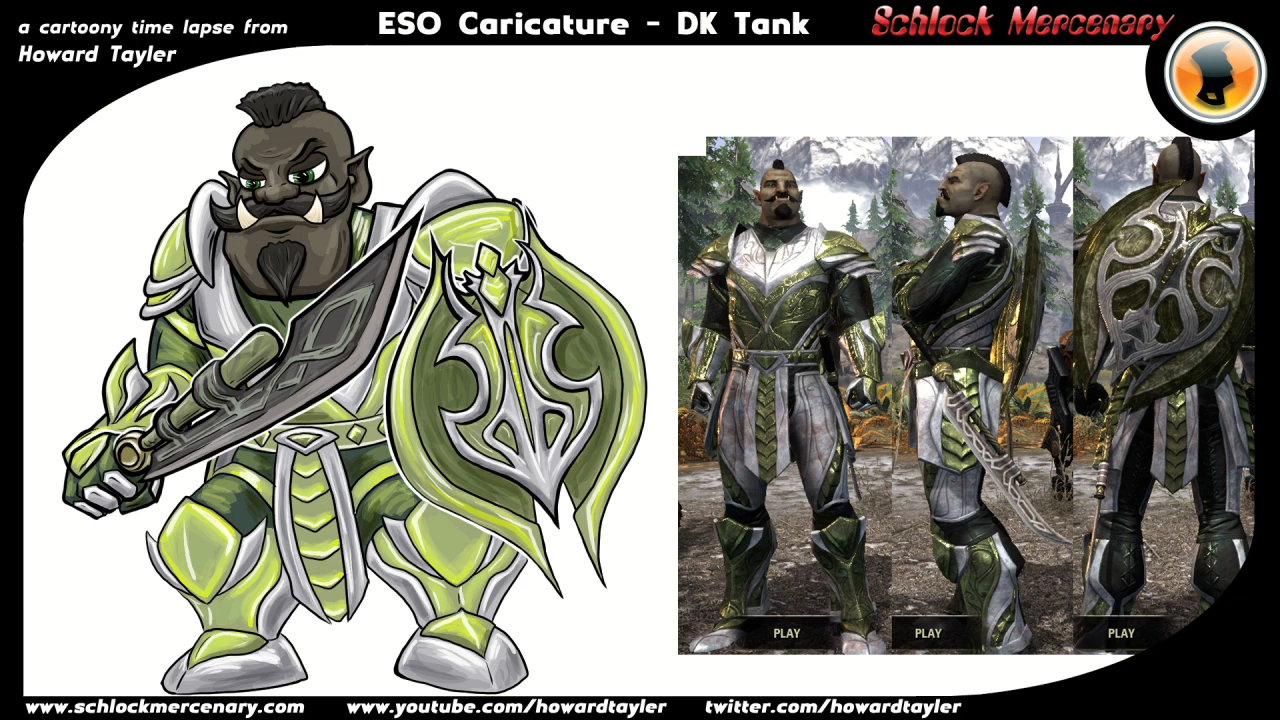 a cartoony time lapse from
Howard Tayler
ESO Caricature - DK Tank
Schlock Mercenary
PLAY
PLAY
PLAY
www.schlockmercenary.com
www.youtube.com/howardtayler
twitter.com/howardtayler